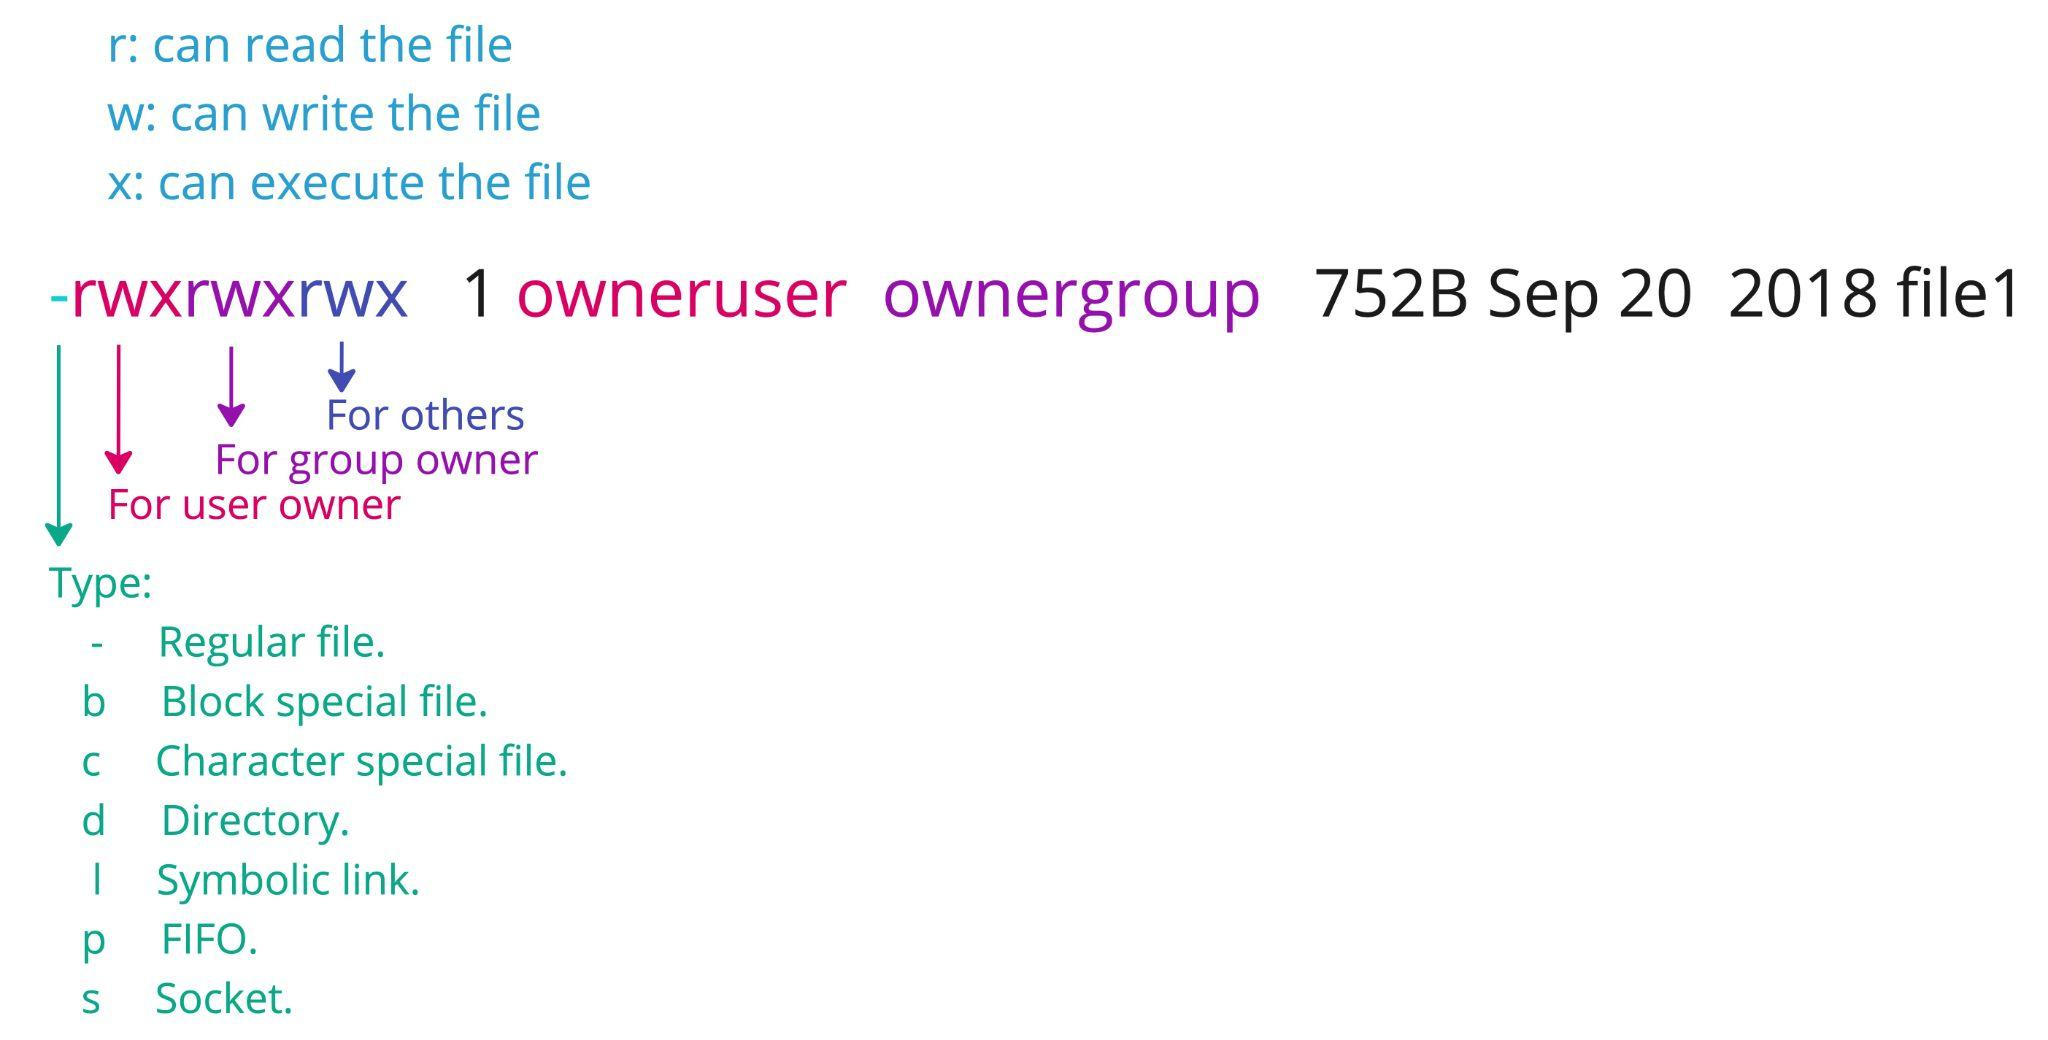 r: can read the file
w: can write the file
x: can execute the file
-rwxrwxrwx 1 owneruser ownergroup 752B Sep 20 2018 file1
For others
For group owner
For user owner
Type:
- Regular file.
b Block special file.
c Character special file.
d Directory.
l Symbolic link.
p FIFO.
s Socket.